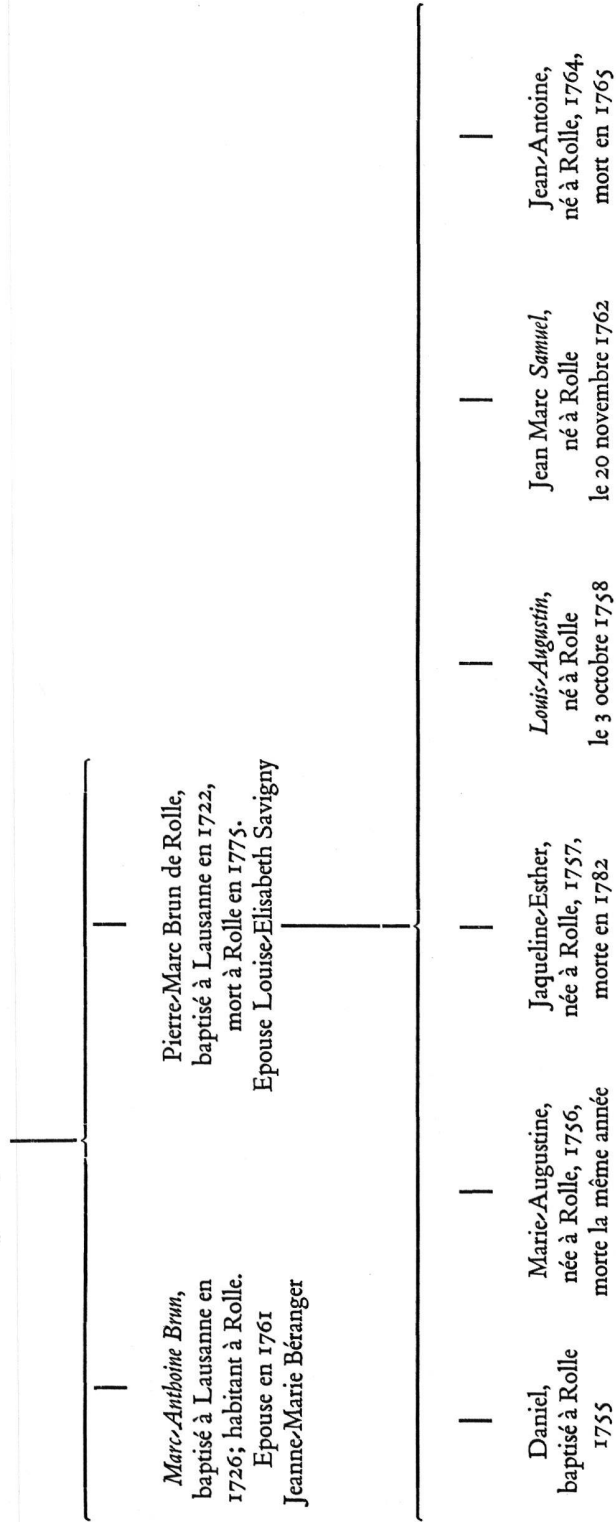 Marc-Anthoine Brun,
baptisé à Lausanne en
1726; habitant à Rolle.
Epouse en 1761
Jeanne-Marie Béranger
Pierre-Marc Brun de Rolle,
baptisé à Lausanne en 1722,
mort à Rolle en 1775.
Epouse Louise-Elisabeth Savigny
Daniel,
baptisé à Rolle
1755
Marie-Augustine,
née à Rolle, 1756,
morte la même année
Jaqueline-Esther,
née à Rolle, 1757,
morte en 1782
Louis-Augustin,
né à Rolle
le 3 octobre 1758
Jean Marc Samuel,
né à Rolle
le 20 novembre 1762
Jean-Antoine,
né à Rolle, 1764,
mort en 1765